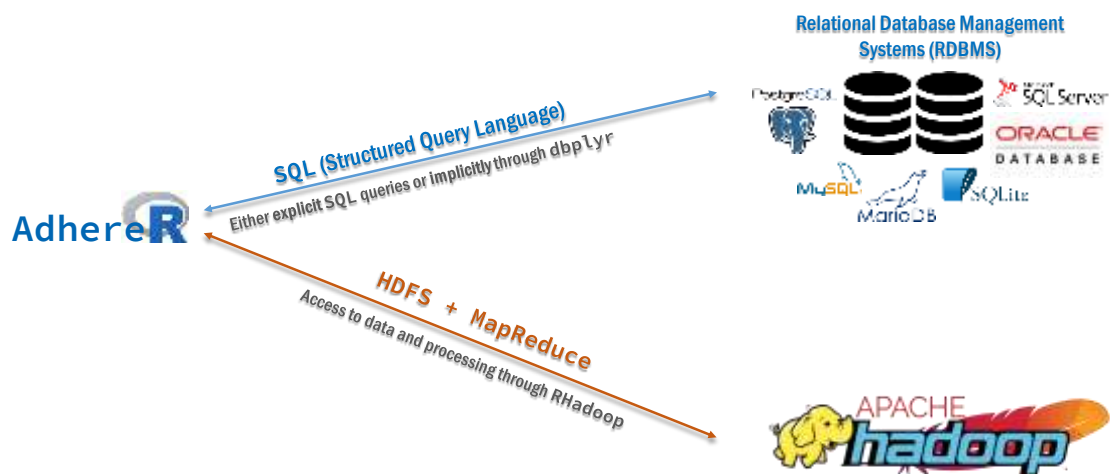 Relational Database Management
Systems (RDBMS)
PostgreSQL
SQL Server
ORACLE
DATABASE
MySQL
MariaDB
SQLite
SQL (Structured Query Language)
Either explicit SQL queries or implicitly through dbplyr
AdhereR
HDFS + MapReduce
Access to data and processing through RHadoop
APACHE
hadoop